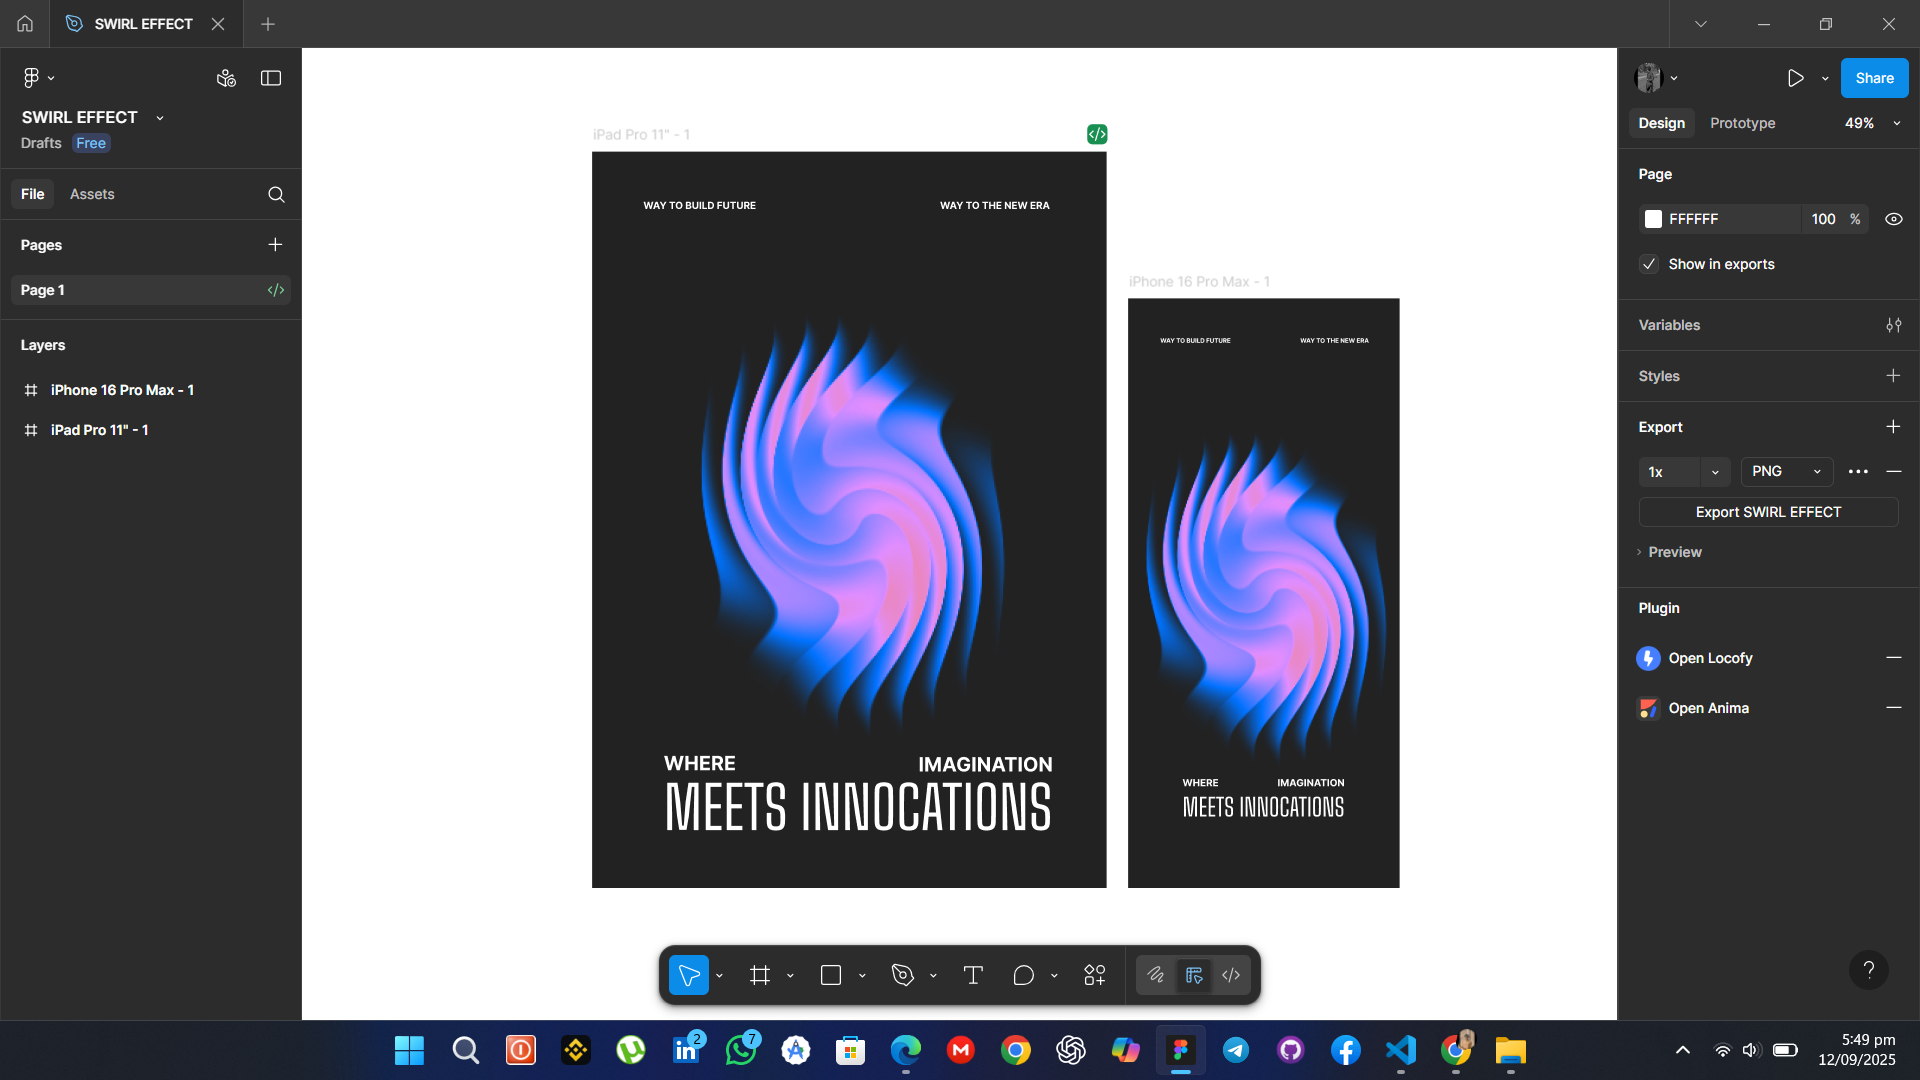 SWIRL EFFECT
SWIRL EFFECT
Drafts Free
File Assets
Pages
Page 1
Layers
iPhone 16 Pro Max - 1
iPad Pro 11" - 1
iPad Pro 11" - 1
WAY TO BUILD FUTURE WAY TO THE NEW ERA
WHERE IMAGINATION
MEETS INNOCATIONS
iPhone 16 Pro Max - 1
WAY TO BUILD FUTURE WAY TO THE NEW ERA
WHERE IMAGINATION
MEETS INNOCATIONS
Share
Design Prototype 49%
Page
FFFFFF 100 %
Show in exports
Variables
Styles
Export
1x PNG
Export SWIRL EFFECT
Preview
Plugin
Open Locofy
Open Anima
?
2
7
5:49 pm
12/09/2025